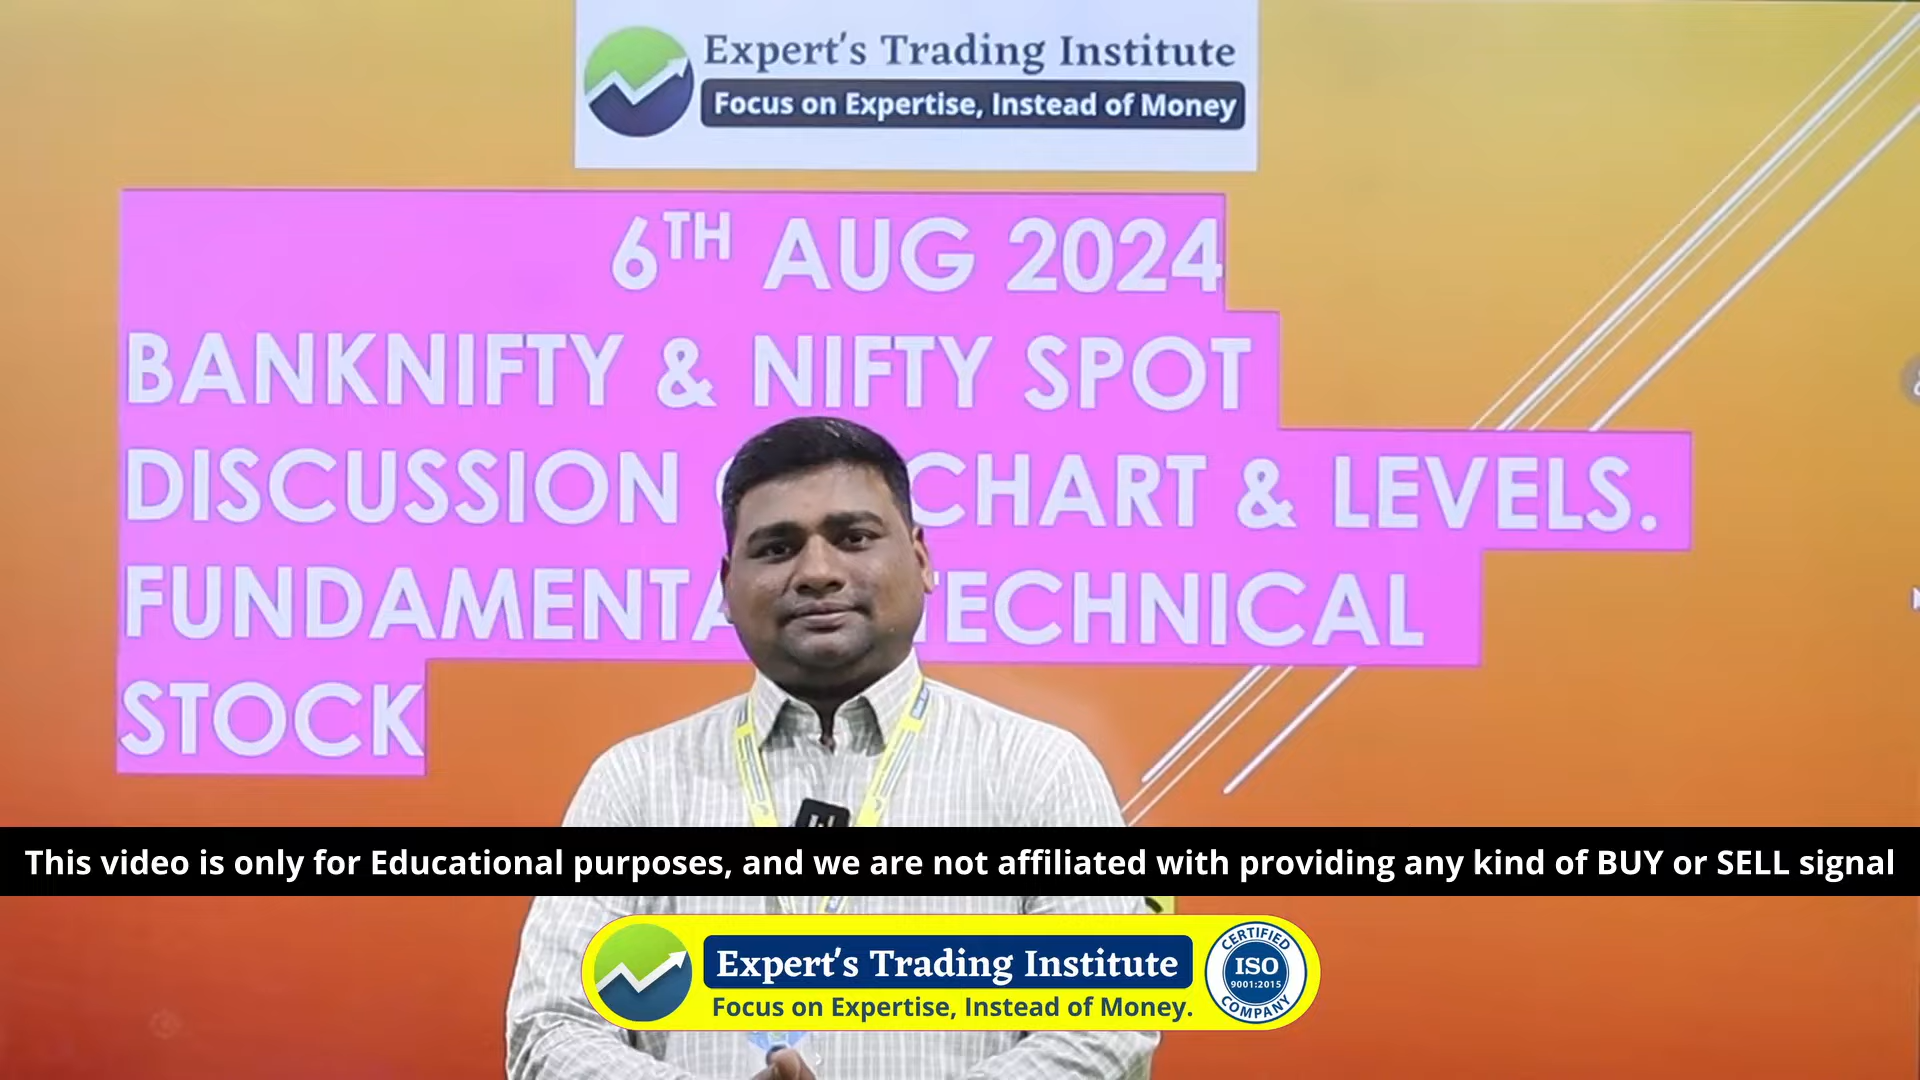 Expert's Trading Institute
Focus on Expertise, Instead of Money
6TH AUG 2024
BANKNIFTY & NIFTY SPOT
DISCUSSION CHART & LEVELS.
FUNDAMENTA TECHNICAL
STOCK
This video is only for Educational purposes, and we are not affiliated with providing any kind of BUY or SELL signal
Expert's Trading Institute
Focus on Expertise, Instead of Money.
CERTIFIED
ISO
9001:2015
COMPANY